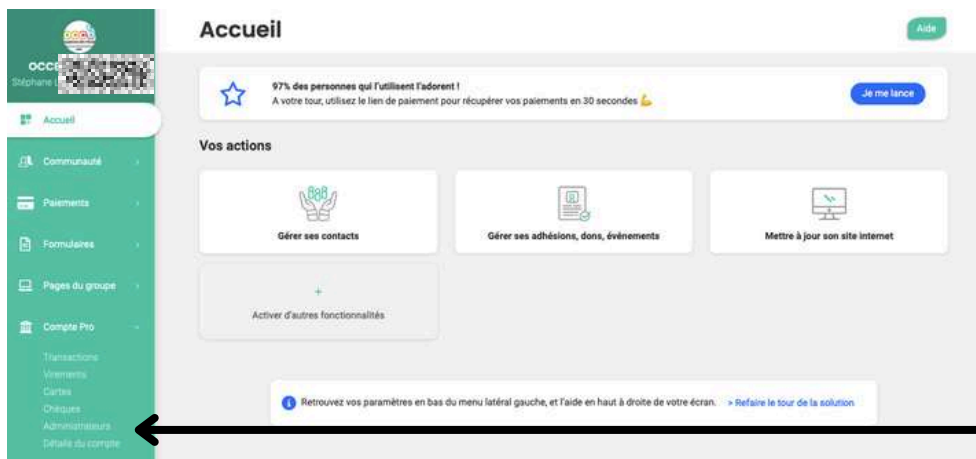 OCCE
Stéphane
Accueil
Communauté
Paiements
Formulaires
Pages du groupe
Compte Pro
Transactions
Virements
Cartes
Chèques
Administrateurs
Détails du compte
Accueil
Aide
97% des personnes qui l'utilisent l'adorent !
A votre tour, utilisez le lien de paiement pour récupérer vos paiements en 30 secondes 💪
Je me lance
Vos actions
Gérer ses contacts
Gérer ses adhésions, dons, évènements
Mettre à jour son site internet
+
Activer d'autres fonctionnalités
Retrouvez vos paramètres en bas du menu latéral gauche, et l'aide en haut à droite de votre écran. > Refaire le tour de la solution